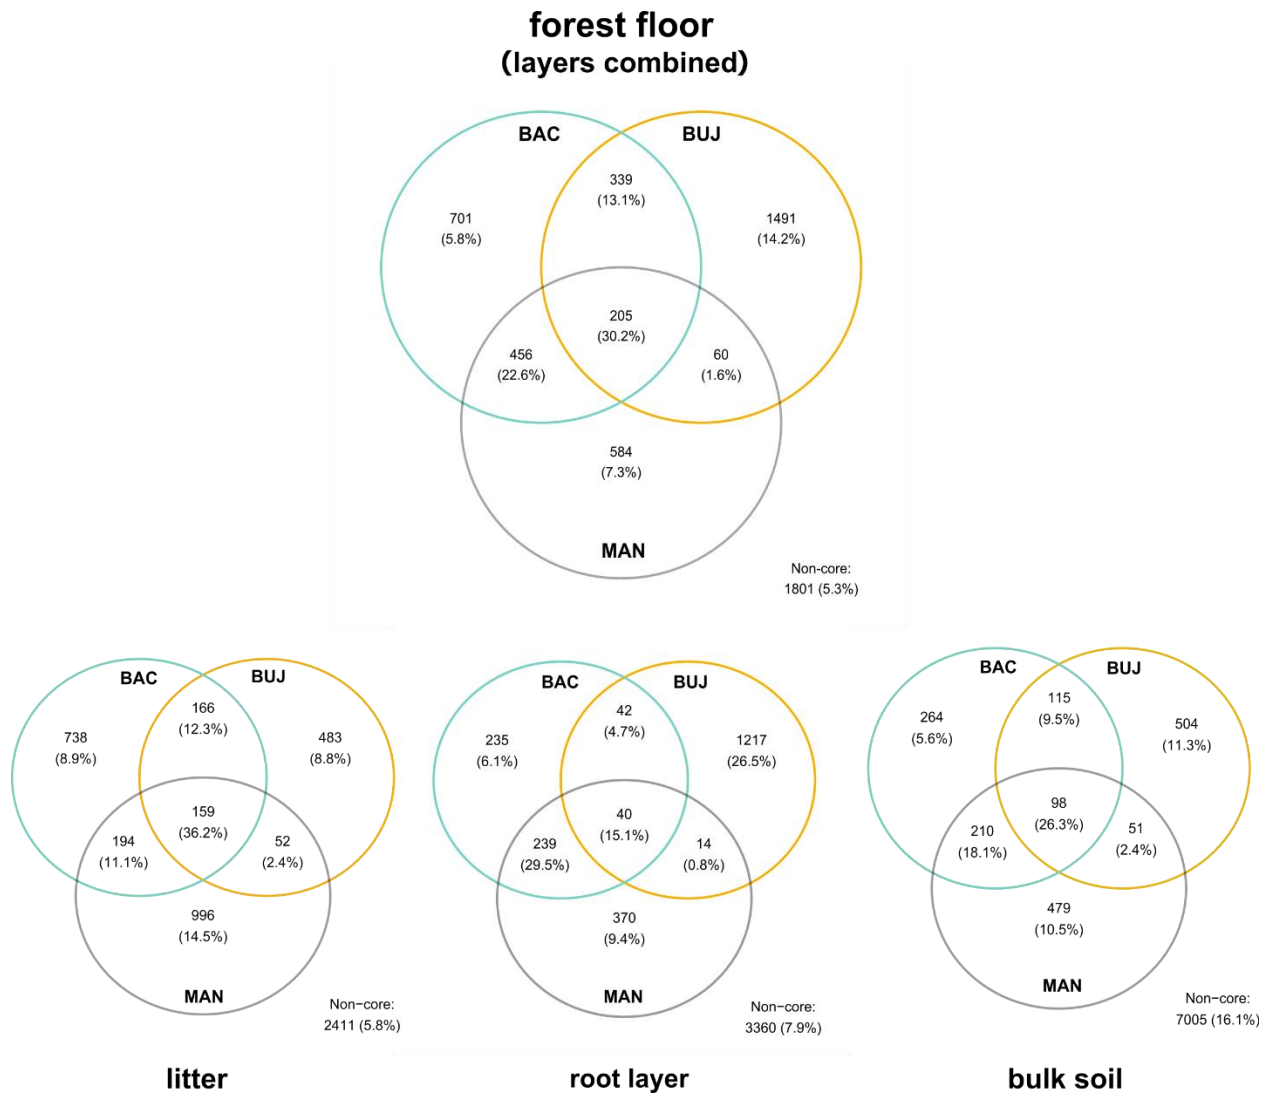 forest floor
(layers combined)
BAC
BUJ
339
(13.1%)
701
(5.8%)
1491
(14.2%)
205
(30.2%)
456
(22.6%)
60
(1.6%)
584
(7.3%)
MAN
Non-core:
1801 (5.3%)
BAC
BUJ
166
(12.3%)
738
(8.9%)
483
(8.8%)
159
(36.2%)
194
(11.1%)
52
(2.4%)
996
(14.5%)
MAN
Non−core:
2411 (5.8%)
litter
BAC
BUJ
42
(4.7%)
235
(6.1%)
1217
(26.5%)
40
(15.1%)
239
(29.5%)
14
(0.8%)
370
(9.4%)
MAN
Non−core:
3360 (7.9%)
root layer
BAC
BUJ
115
(9.5%)
264
(5.6%)
504
(11.3%)
98
(26.3%)
210
(18.1%)
51
(2.4%)
479
(10.5%)
MAN
Non−core:
7005 (16.1%)
bulk soil